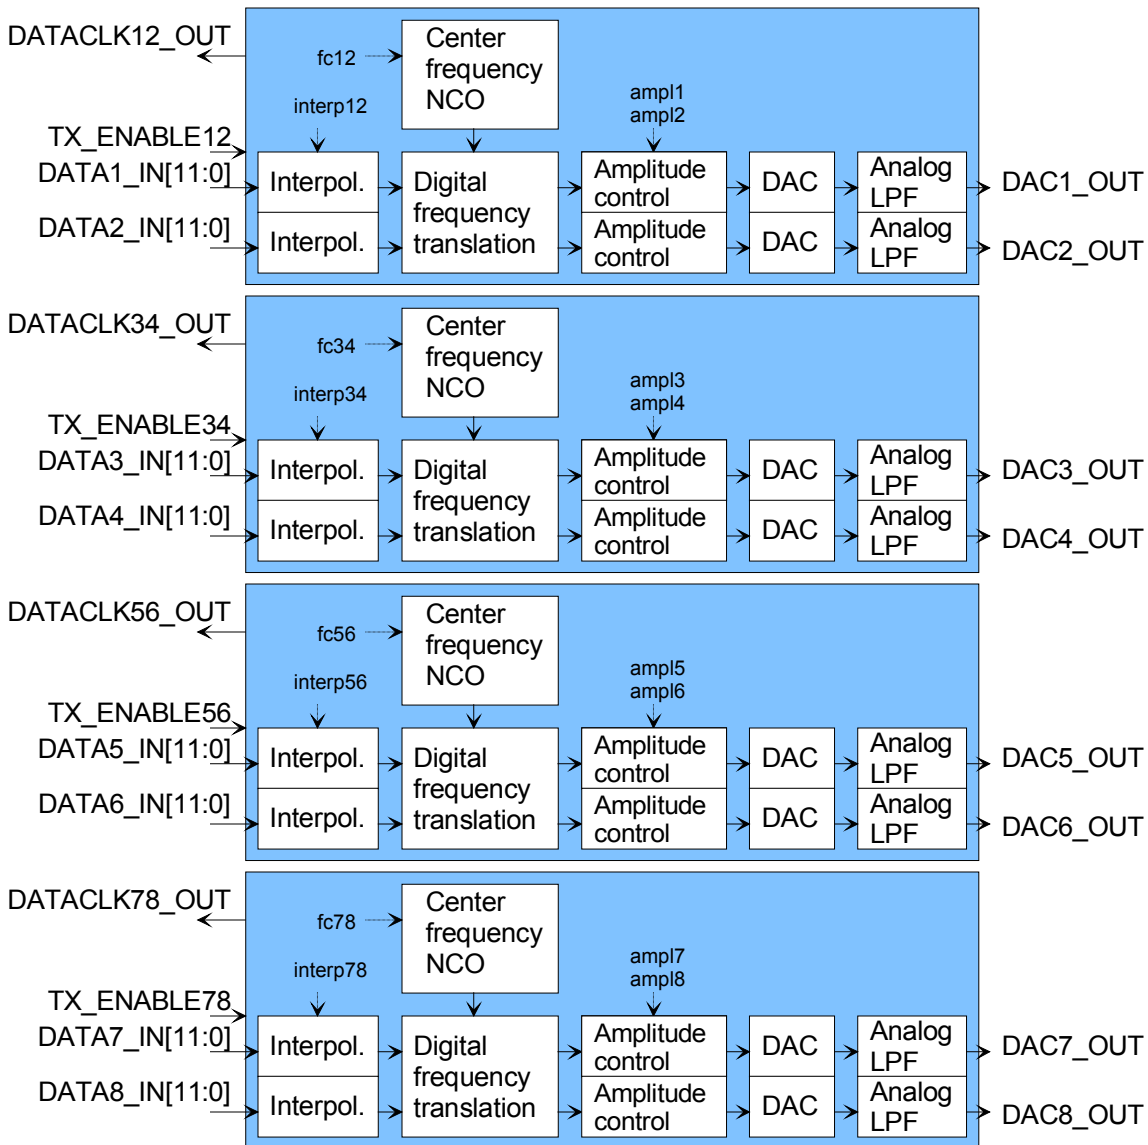 DATACLK12_OUT
fc12
Center
frequency
NCO
interp12
ampl1
ampl2
TX_ENABLE12
DATA1_IN[11:0]
Interpol.
Digital
frequency
translation
Amplitude
control
DAC
Analog
LPF
DAC1_OUT
DATA2_IN[11:0]
Interpol.
Amplitude
control
DAC
Analog
LPF
DAC2_OUT
DATACLK34_OUT
fc34
Center
frequency
NCO
interp34
ampl3
ampl4
TX_ENABLE34
DATA3_IN[11:0]
Interpol.
Digital
frequency
translation
Amplitude
control
DAC
Analog
LPF
DAC3_OUT
DATA4_IN[11:0]
Interpol.
Amplitude
control
DAC
Analog
LPF
DAC4_OUT
DATACLK56_OUT
fc56
Center
frequency
NCO
interp56
ampl5
ampl6
TX_ENABLE56
DATA5_IN[11:0]
Interpol.
Digital
frequency
translation
Amplitude
control
DAC
Analog
LPF
DAC5_OUT
DATA6_IN[11:0]
Interpol.
Amplitude
control
DAC
Analog
LPF
DAC6_OUT
DATACLK78_OUT
fc78
Center
frequency
NCO
interp78
ampl7
ampl8
TX_ENABLE78
DATA7_IN[11:0]
Interpol.
Digital
frequency
translation
Amplitude
control
DAC
Analog
LPF
DAC7_OUT
DATA8_IN[11:0]
Interpol.
Amplitude
control
DAC
Analog
LPF
DAC8_OUT